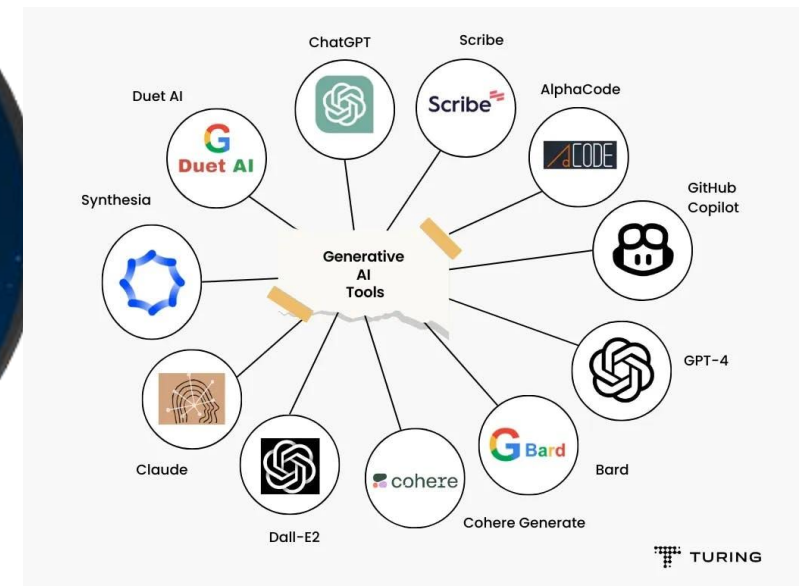 ChatGPT
Scribe
Scribe
Duet AI
G
Duet AI
AlphaCode
ACODE
Synthesia
GitHub
Copilot
Generative
AI
Tools
GPT-4
Claude
G Bard
Bard
cohere
Cohere Generate
Dall-E2
TURING